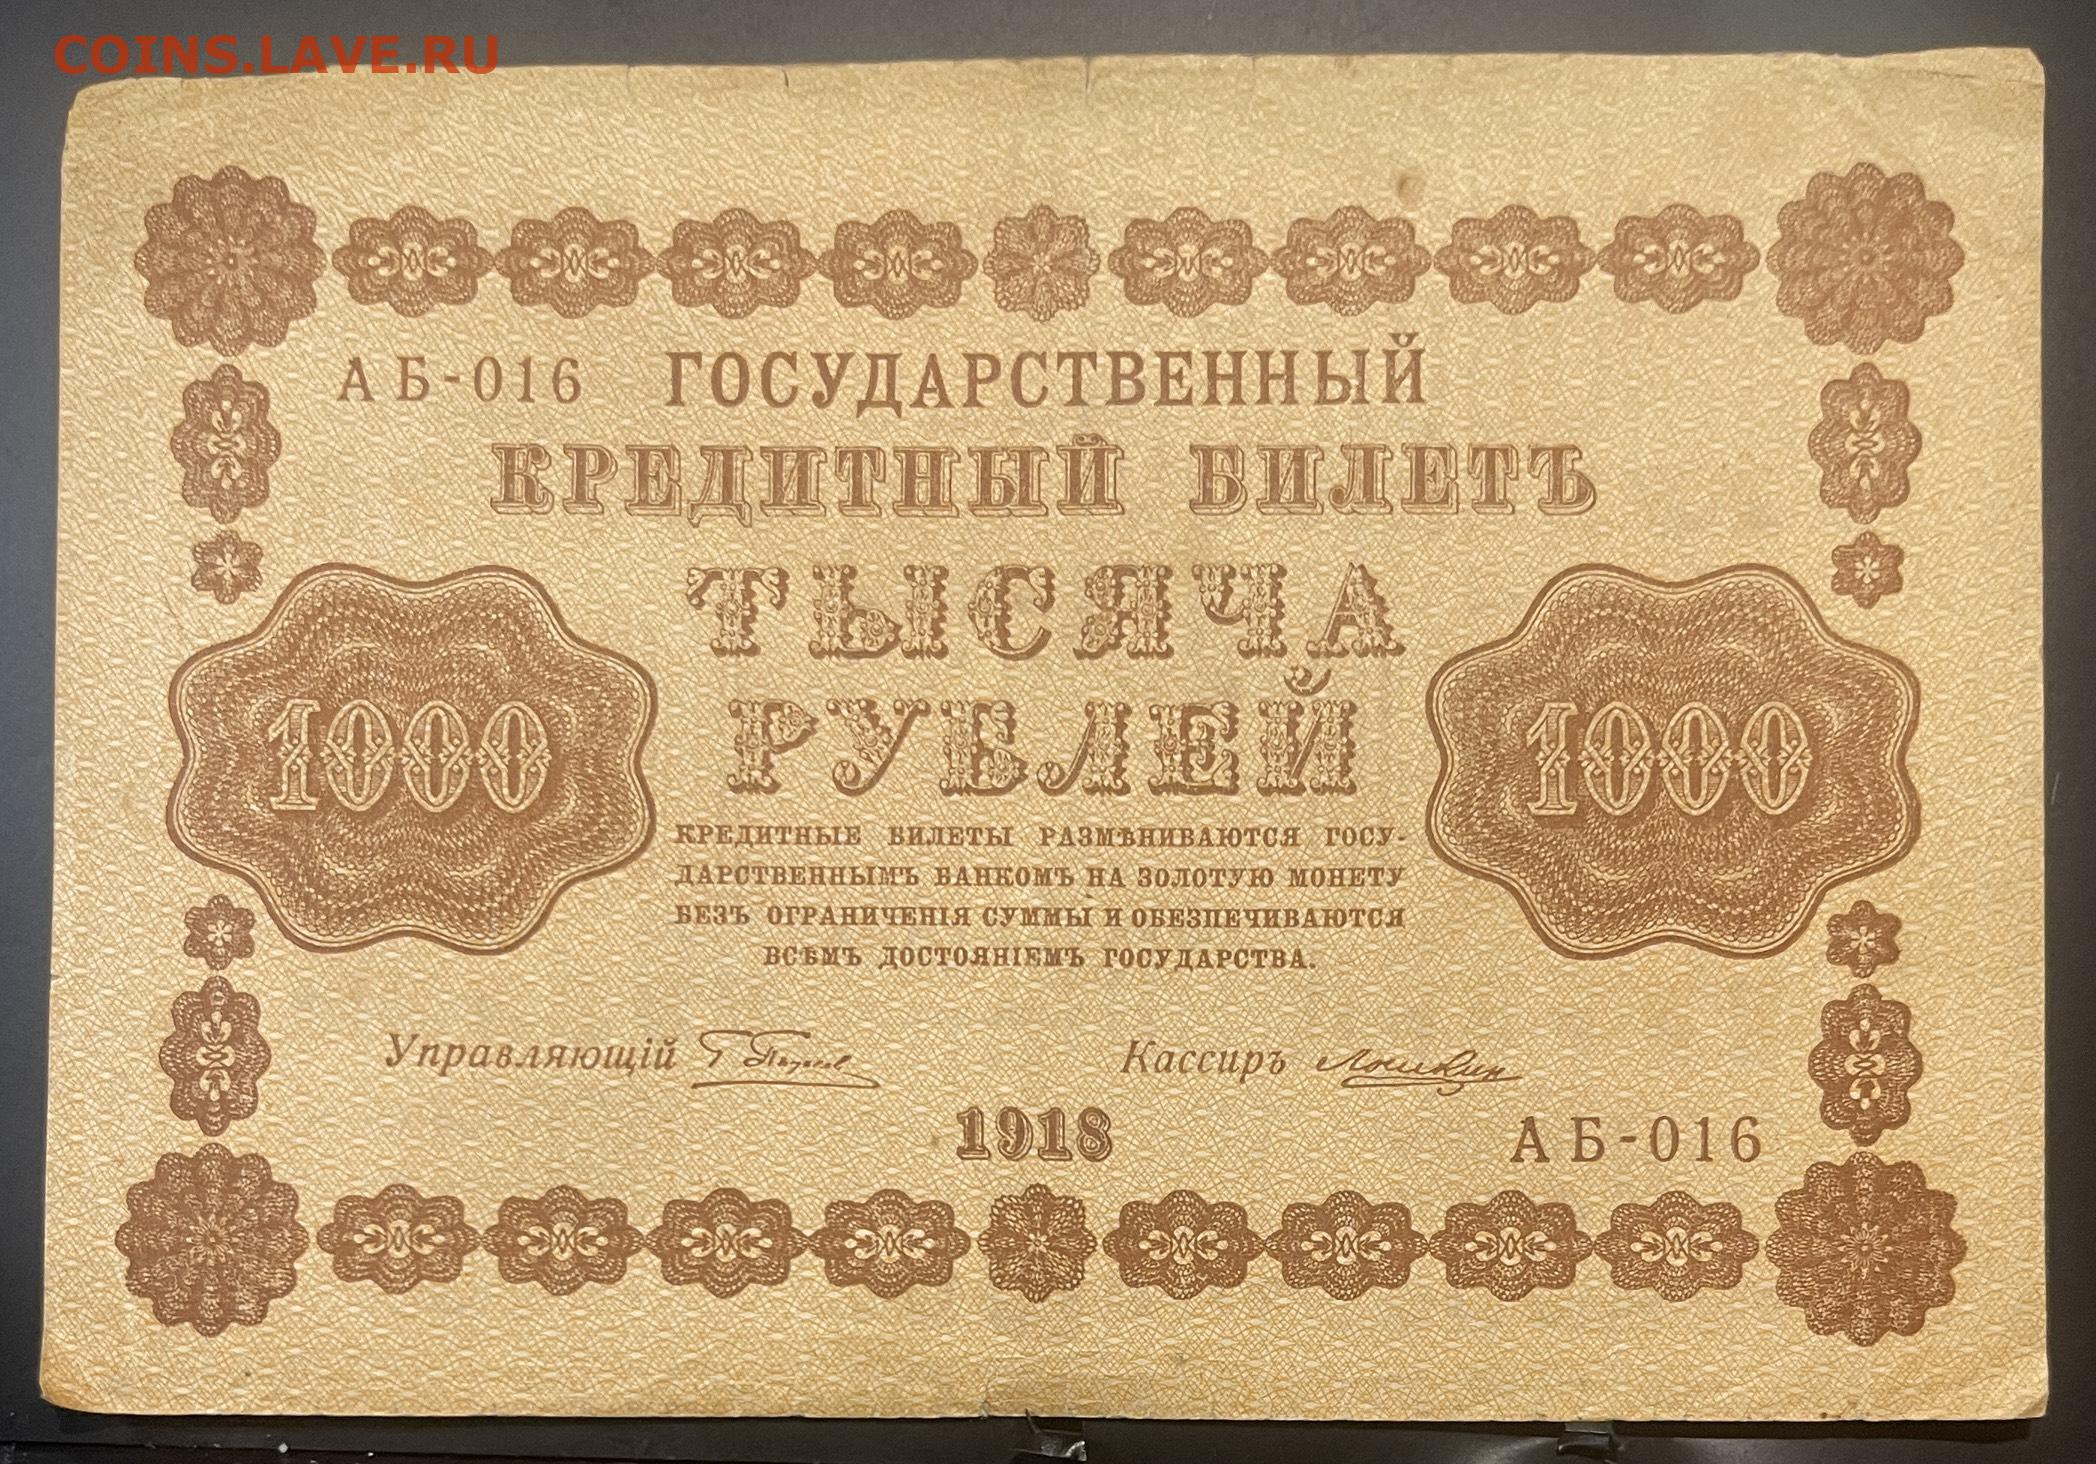 COINS.LAVE.RU
АБ-016 ГОСУДАРСТВЕННЫЙ
КРЕДИТНЫЙ БИЛЕТЪ
ТЫСЯЧА
РУБЛЕЙ
1000
1000
КРЕДИТНЫЕ БИЛЕТЫ РАЗМѢНИВАЮТСЯ ГОСУ-
ДАРСТВЕННЫМЪ БАНКОМЪ НА ЗОЛОТУЮ МОНЕТУ
БЕЗЪ ОГРАНИЧЕНІЯ СУММЫ И ОБЕЗПЕЧИВАЮТСЯ
ВСѢМЪ ДОСТОЯНІЕМЪ ГОСУДАРСТВА.
Управляющій Кассиръ
1918
АБ-016